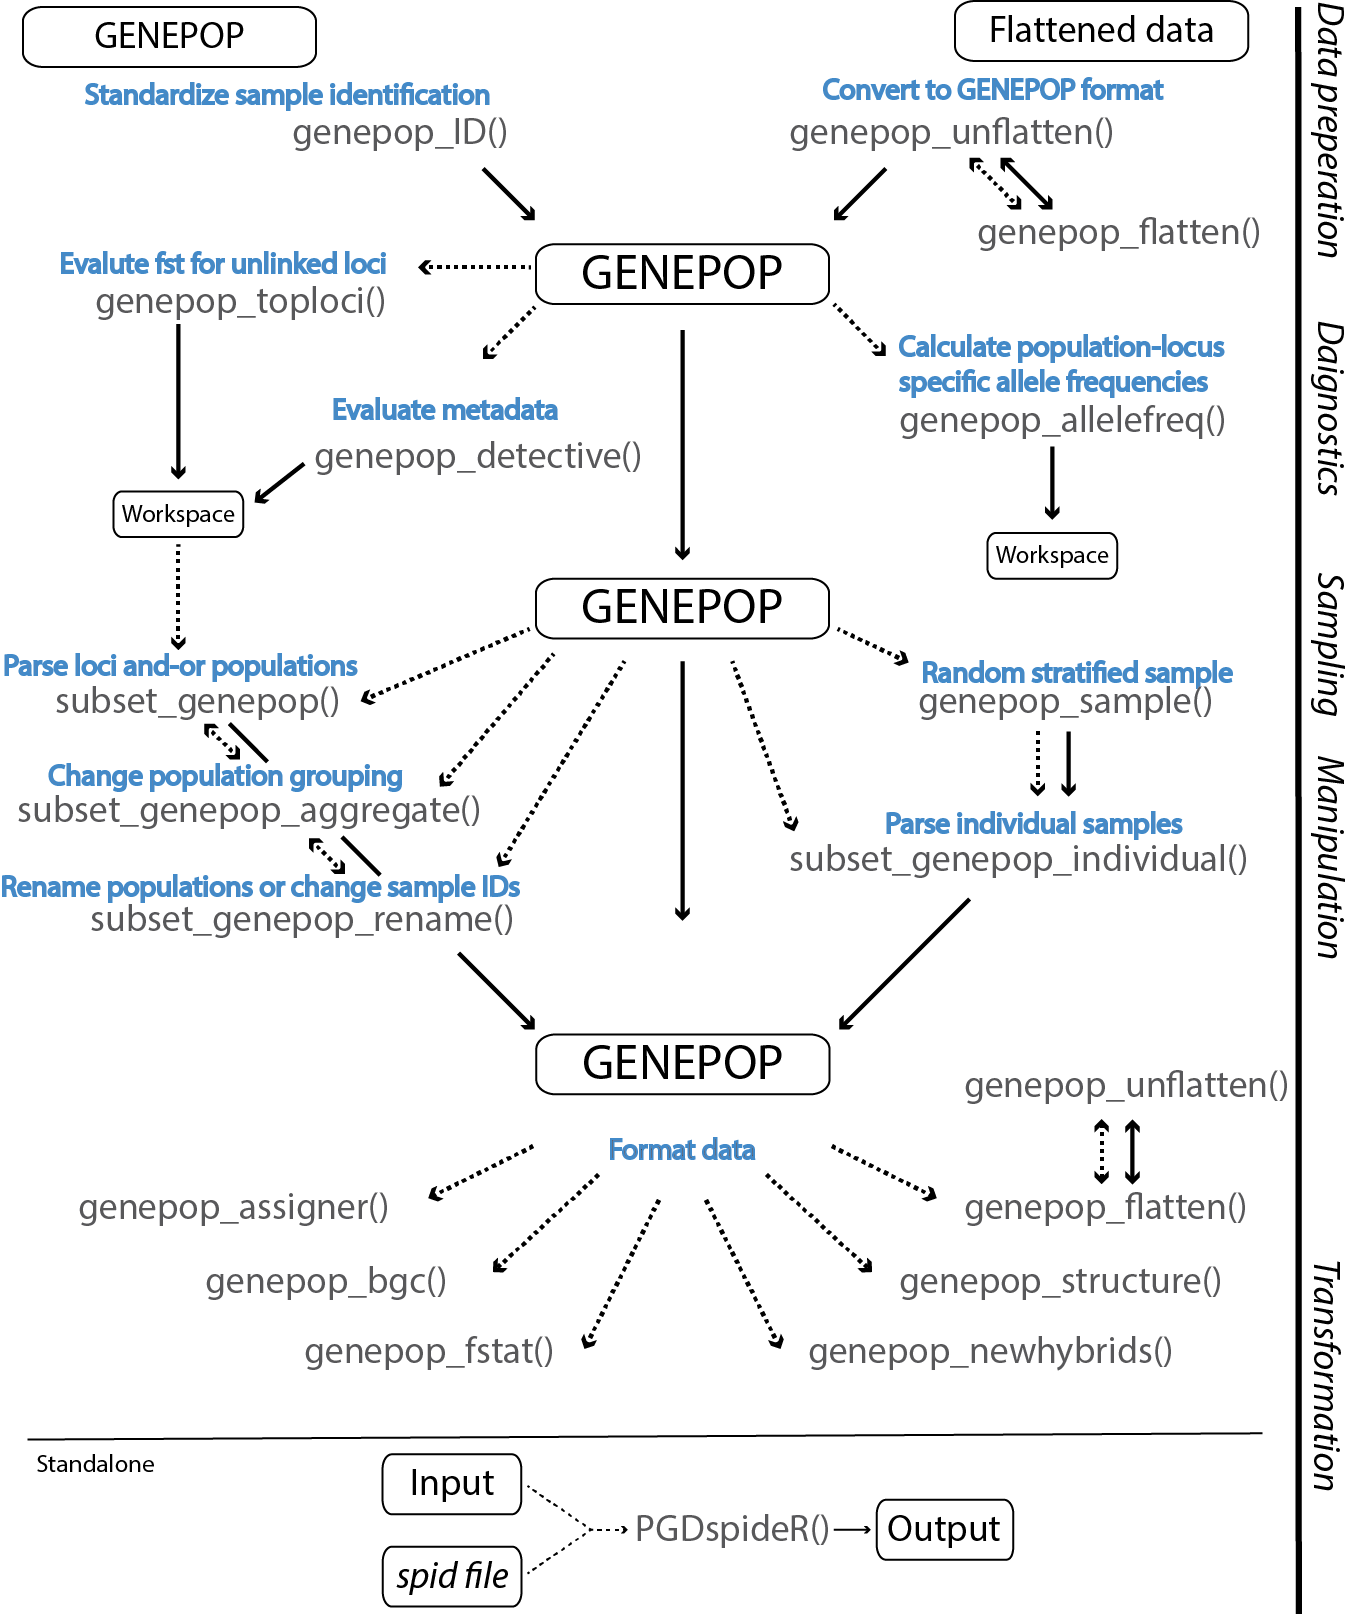 GENEPOP
Flattened data
Standardize sample identification
genepop_ID()
Convert to GENEPOP format
genepop_unflatten()
genepop_flatten()
Data preperation
GENEPOP
Evalute fst for unlinked loci
genepop_toploci()
Evaluate metadata
genepop_detective()
Calculate population-locus
specific allele frequencies
genepop_allelefreq()
Daignostics
Workspace
Workspace
GENEPOP
Parse loci and-or populations
subset_genepop()
Random stratified sample
genepop_sample()
Sampling
Change population grouping
subset_genepop_aggregate()
Parse individual samples
subset_genepop_individual()
Rename populations or change sample IDs
subset_genepop_rename()
Manipulation
GENEPOP
Format data
genepop_unflatten()
genepop_assigner()
genepop_flatten()
genepop_bgc()
genepop_structure()
genepop_fstat()
genepop_newhybrids()
Transformation
Standalone
Input
spid file
PGDspideR()
Output